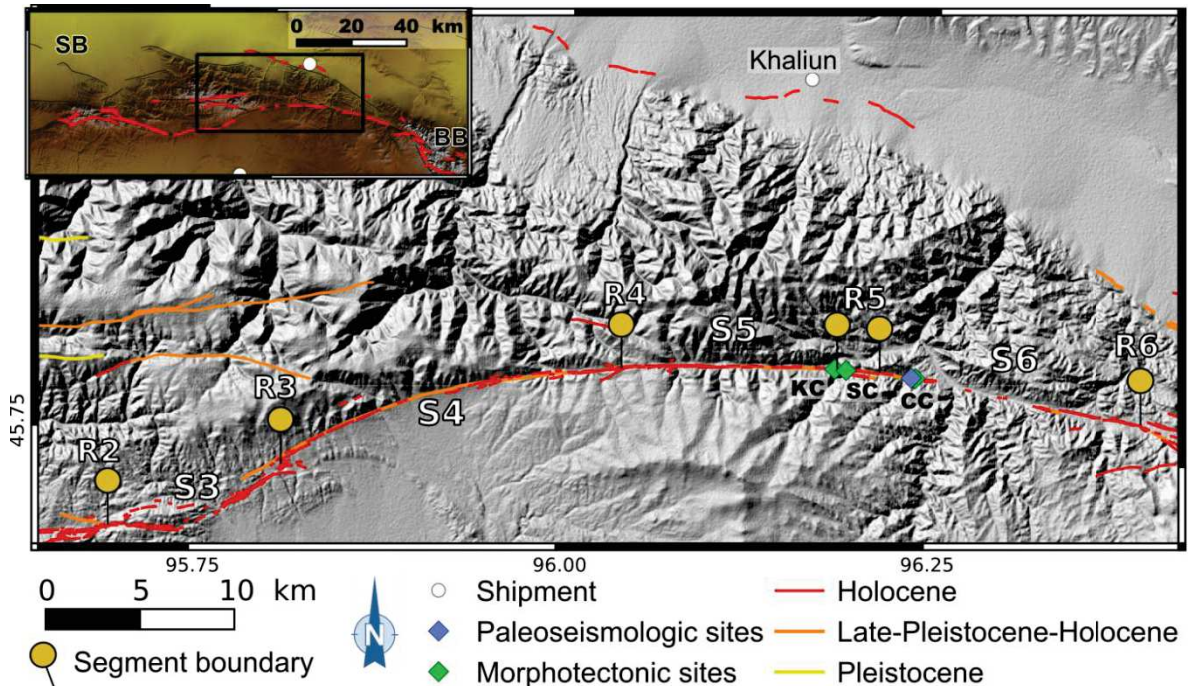 SB
0 20 40 km
BB
Khaliun
R4
R5
S5
R6
S6
R3
KC
SC
CC
S4
45.75
R2
S3
95.75
96.00
96.25
0 5 10 km
N
Shipment
Holocene
Paleoseismologic sites
Late-Pleistocene-Holocene
Segment boundary
Morphotectonic sites
Pleistocene